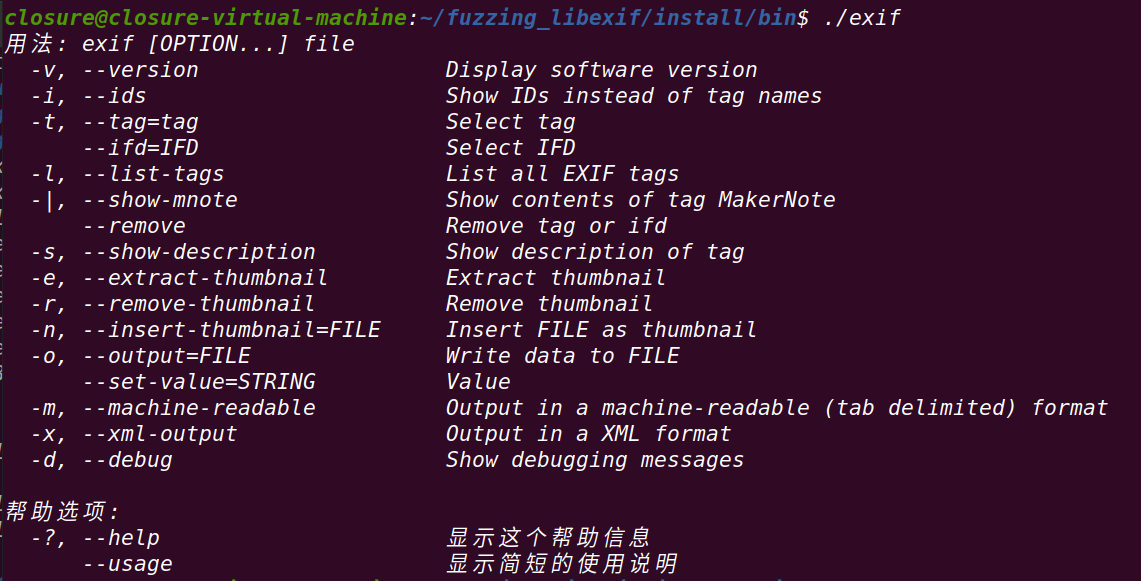 closure@closure-virtual-machine:~/fuzzing_libexif/install/bin$ ./exif
用法: exif [OPTION...] file
-v, --version Display software version
-i, --ids Show IDs instead of tag names
-t, --tag=tag Select tag
--ifd=IFD Select IFD
-l, --list-tags List all EXIF tags
-|, --show-mnote Show contents of tag MakerNote
--remove Remove tag or ifd
-s, --show-description Show description of tag
-e, --extract-thumbnail Extract thumbnail
-r, --remove-thumbnail Remove thumbnail
-n, --insert-thumbnail=FILE Insert FILE as thumbnail
-o, --output=FILE Write data to FILE
--set-value=STRING Value
-m, --machine-readable Output in a machine-readable (tab delimited) format
-x, --xml-output Output in a XML format
-d, --debug Show debugging messages
帮助选项:
-?, --help 显示这个帮助信息
--usage 显示简短的使用说明